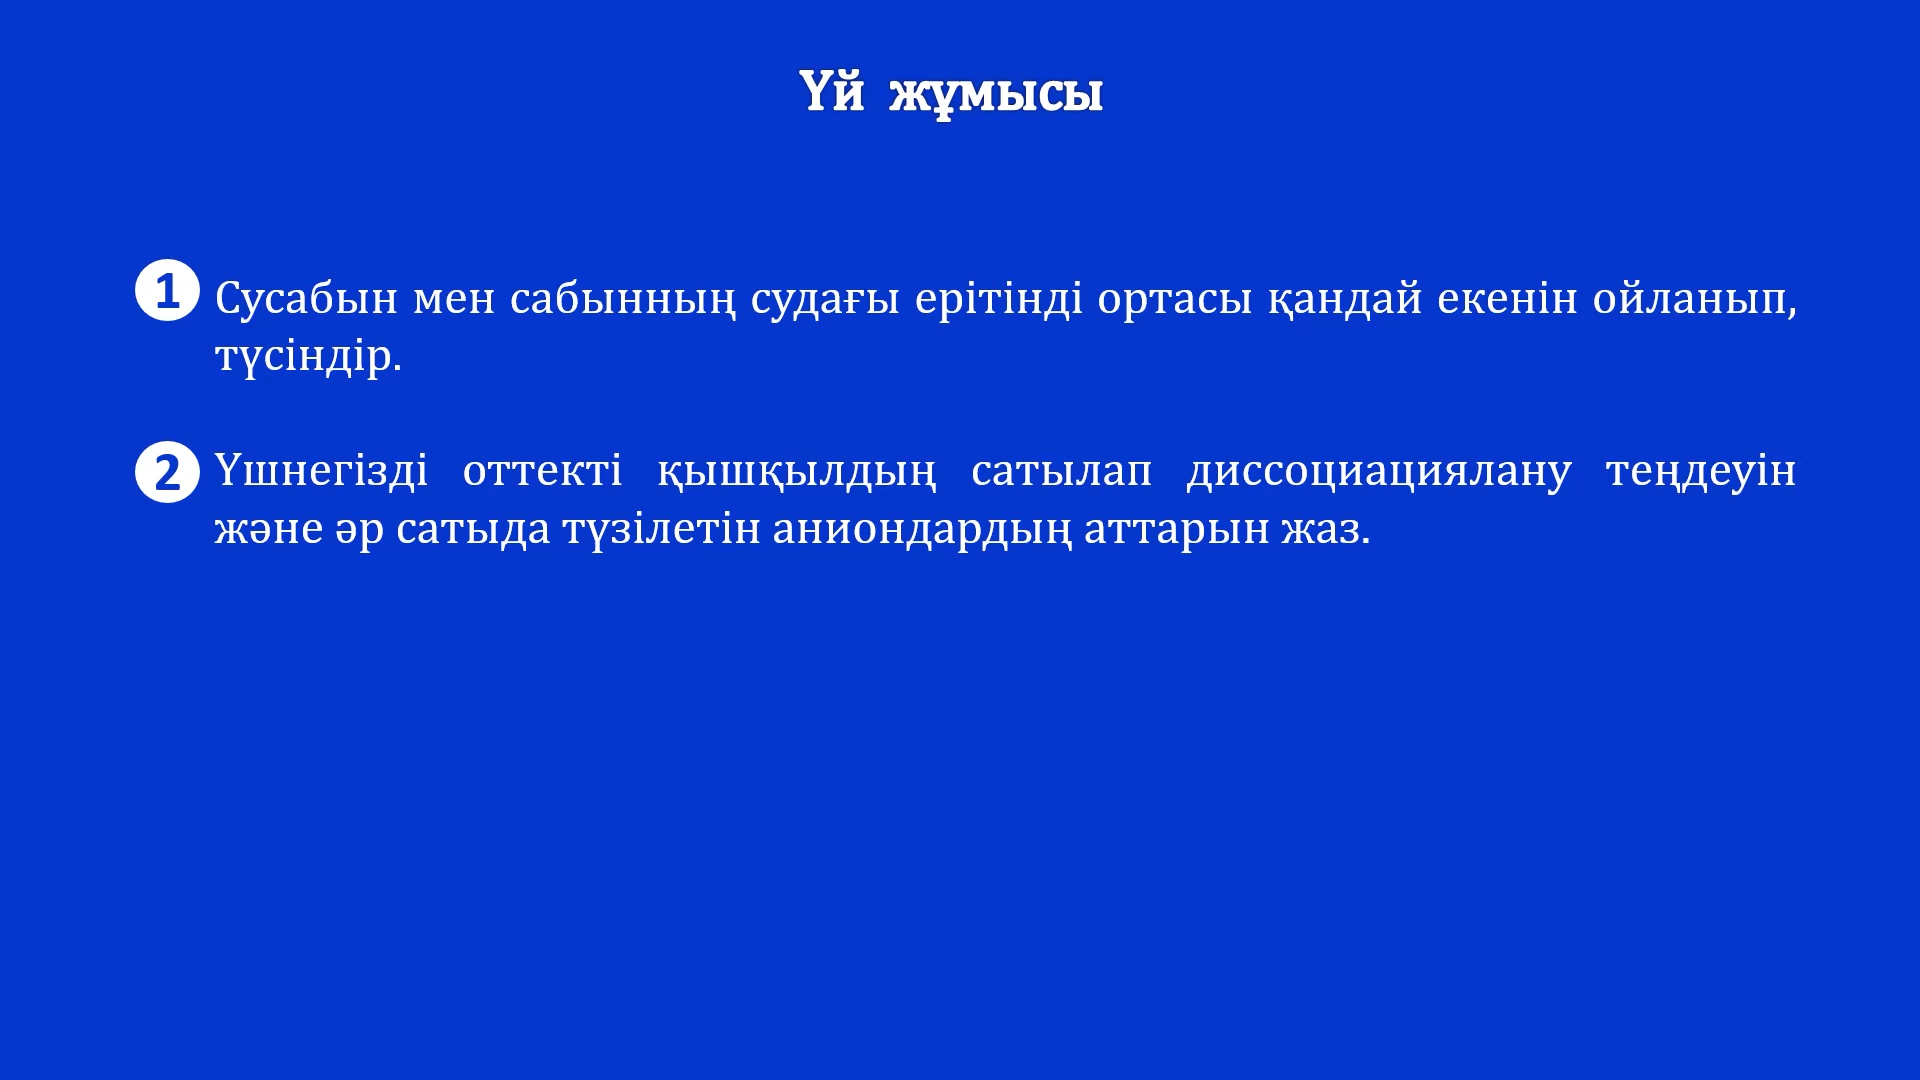 Үй жұмысы
1 Сусабын мен сабынның судағы ерітінді ортасы қандай екенін ойланып,
түсіндір.
2 Үшнегізді оттекті қышқылдың сатылап диссоциациялану теңдеуін
және әр сатыда түзілетін аниондардың аттарын жаз.